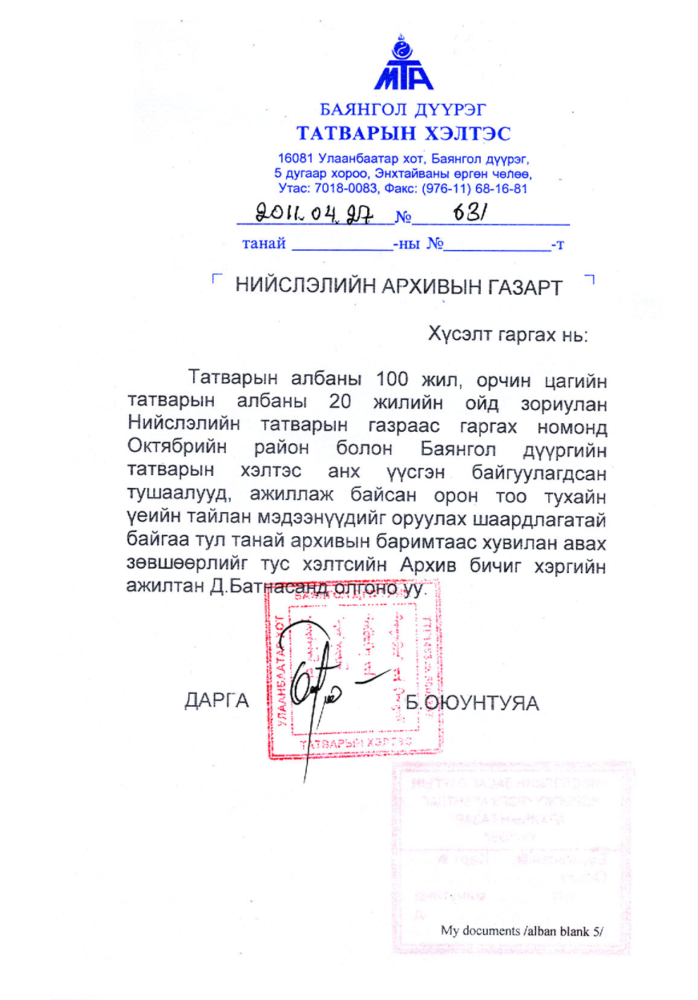 МТА
БАЯНГОЛ ДҮҮРЭГ
ТАТВАРЫН ХЭЛТЭС
16081 Улаанбаатар хот, Баянгол дүүрэг,
5 дугаар хороо, Энхтайваны өргөн чөлөө,
Утас: 7018-0083, Факс: (976-11) 68-16-81
2011.04.27 № 631
танай ____________-ны №_____________-т
НИЙСЛЭЛИЙН АРХИВЫН ГАЗАРТ
Хүсэлт гаргах нь:
Татварын албаны 100 жил, орчин цагийн
татварын албаны 20 жилийн ойд зориулан
Нийслэлийн татварын газраас гаргах номонд
Октябрийн район болон Баянгол дүүргийн
татварын хэлтэс анх үүсгэн байгуулагдсан
тушаалууд, ажиллаж байсан орон тоо тухайн
үеийн тайлан мэдээнүүдийг оруулах шаардлагатай
байгаа тул танай архивын баримтаас хувилан авах
зөвшөөрлийг тус хэлтсийн Архив бичиг хэргийн
ажилтан Д.Батнасанд олгоно уу.
УЛААНБААТАР ХОТ
ТАТВАРЫН ХЭЛТЭС
ДАРГА Б.ОЮУНТУЯА
My documents /alban blank 5/